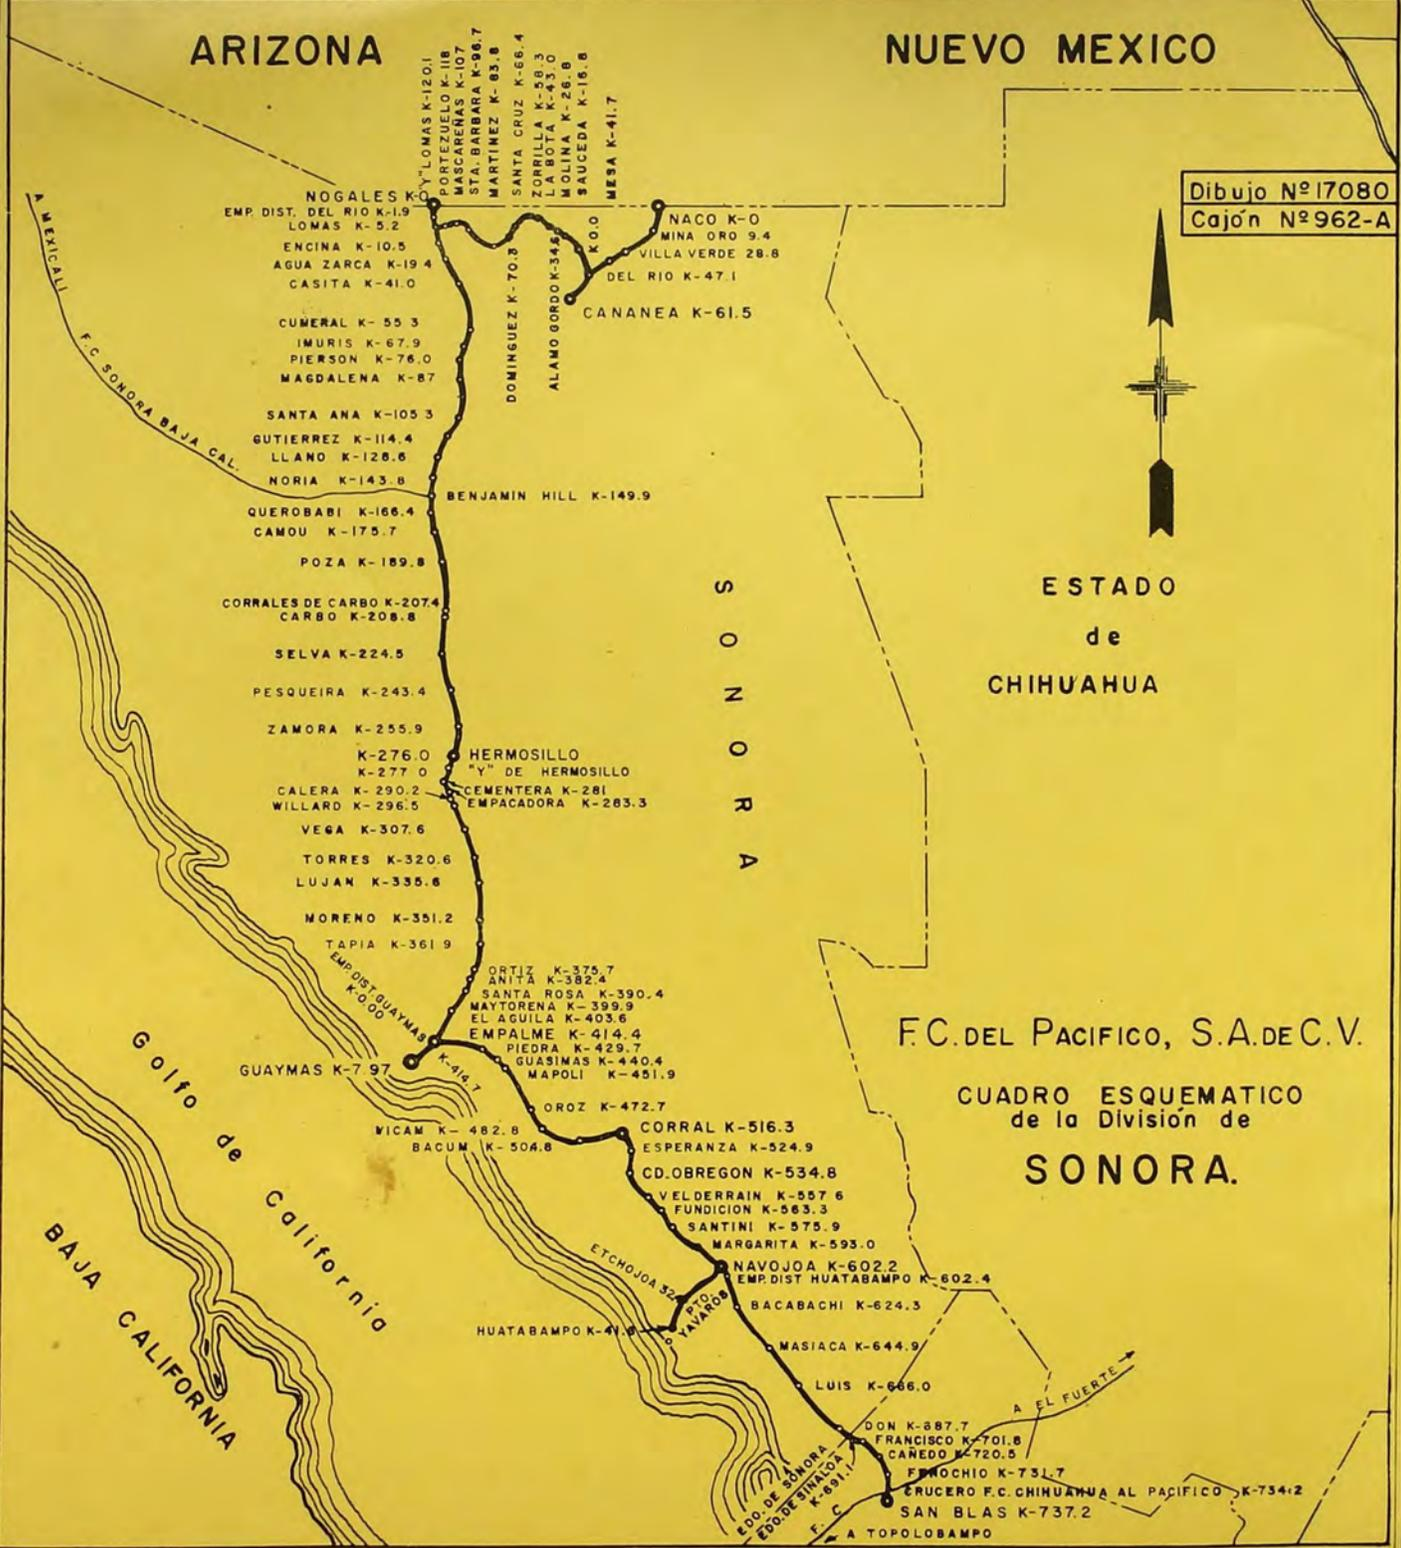 ARIZONA
NUEVO MEXICO
"Y" LOMAS K-120.1
PORTEZUELO K-118
MASCAREÑAS K-107
STA. BARBARA K-96.7
MARTINEZ K-83.8
SANTA CRUZ K-66.4
ZORRILLA K-58.3
LA BOTA K-43.0
MOLINA K-26.8
SAUCEDA K-16.8
MESA K-41.7
Dibujo Nº 17080
Cajón Nº 962-A
NOGALES K-0
EMP. DIST. DEL RIO K-1.9
LOMAS K-5.2
ENCINA K-10.5
AGUA ZARCA K-19.4
CASITA K-41.0
CUMERAL K-55.3
IMURIS K-67.9
PIERSON K-76.0
MAGDALENA K-87
SANTA ANA K-105.3
GUTIERREZ K-114.4
LLANO K-128.6
NORIA K-143.8
BENJAMIN HILL K-149.9
K 0.0
DOMINGUEZ K-70.3
ALAMO GORDO K-34.6
NACO K-0
MINA ORO 9.4
VILLA VERDE 28.8
DEL RIO K-47.1
CANANEA K-61.5
A MEXICALI
F.C. SONORA BAJA CAL.
QUEROBABI K-166.4
CAMOU K-175.7
POZA K-189.8
CORRALES DE CARBO K-207.4
CARBO K-208.8
SELVA K-224.5
PESQUEIRA K-243.4
ZAMORA K-255.9
K-276.0 HERMOSILLO
K-277.0 "Y" DE HERMOSILLO
CALERA K-290.2
CEMENTERA K-281
WILLARD K-296.5
EMPACADORA K-283.3
VEGA K-307.6
TORRES K-320.6
LUJAN K-335.6
MORENO K-351.2
TAPIA K-361.9
SONORA
ESTADO
de
CHIHUAHUA
EMP. DIST. GUAYMAS
K-0.00
ORTIZ K-375.7
ANITA K-382.4
SANTA ROSA K-390.4
MAYTORENA K-399.9
EL AGUILA K-403.6
EMPALME K-414.4
PIEDRA K-429.7
GUASIMAS K-440.4
MAPOLI K-451.9
GUAYMAS K-7.97
K-414.7
OROZ K-472.7
VICAM K-482.8
BACUM K-504.8
CORRAL K-516.3
ESPERANZA K-524.9
CD. OBREGON K-534.8
VELDERRAIN K-557.6
FUNDICION K-563.3
SANTINI K-575.9
MARGARITA K-593.0
NAVOJOA K-602.2
EMP. DIST HUATABAMPO K-602.4
BACABACHI K-624.3
ETCHOJOA 32
PTO. YAVAROS
HUATABAMPO K-41.8
MASIACA K-644.9
LUIS K-666.0
DON K-687.7
FRANCISCO K-701.8
CAÑEDO K-720.5
FENOCHIO K-731.7
CRUCERO F.C. CHIHUAHUA AL PACIFICO K-734.2
SAN BLAS K-737.2
A TOPOLOBAMPO
F. C
A EL FUERTE
EDO. DE SONORA
EDO. DE SINALOA
K-691.1
Golfo de California
BAJA CALIFORNIA
F.C. DEL PACIFICO, S.A. DE C.V.
CUADRO ESQUEMATICO
de la División de
SONORA.